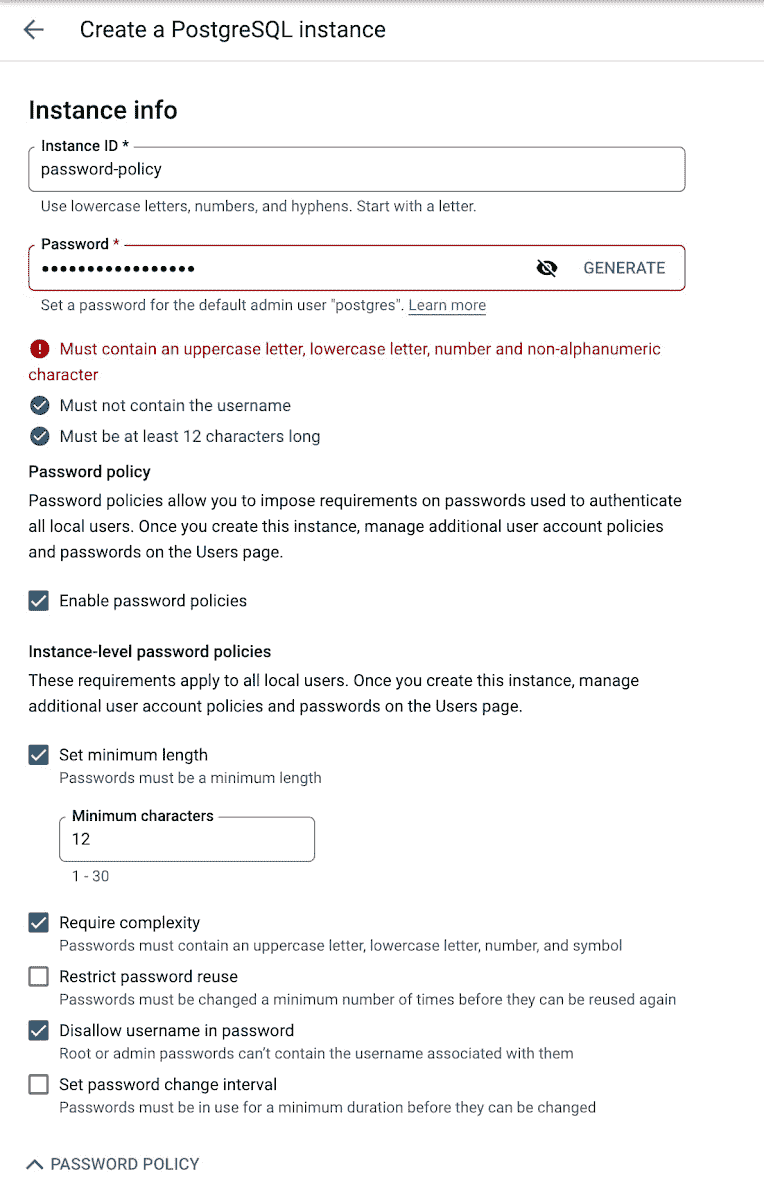 Create a PostgreSQL instance
Instance info
Instance ID *
password-policy
Use lowercase letters, numbers, and hyphens. Start with a letter.
Password *
•••••••••••••••••
GENERATE
Set a password for the default admin user "postgres". Learn more
Must contain an uppercase letter, lowercase letter, number and non-alphanumeric
character
Must not contain the username
Must be at least 12 characters long
Password policy
Password policies allow you to impose requirements on passwords used to authenticate
all local users. Once you create this instance, manage additional user account policies
and passwords on the Users page.
Enable password policies
Instance-level password policies
These requirements apply to all local users. Once you create this instance, manage
additional user account policies and passwords on the Users page.
Set minimum length
Passwords must be a minimum length
Minimum characters
12
1 - 30
Require complexity
Passwords must contain an uppercase letter, lowercase letter, number, and symbol
Restrict password reuse
Passwords must be changed a minimum number of times before they can be reused again
Disallow username in password
Root or admin passwords can't contain the username associated with them
Set password change interval
Passwords must be in use for a minimum duration before they can be changed
PASSWORD POLICY